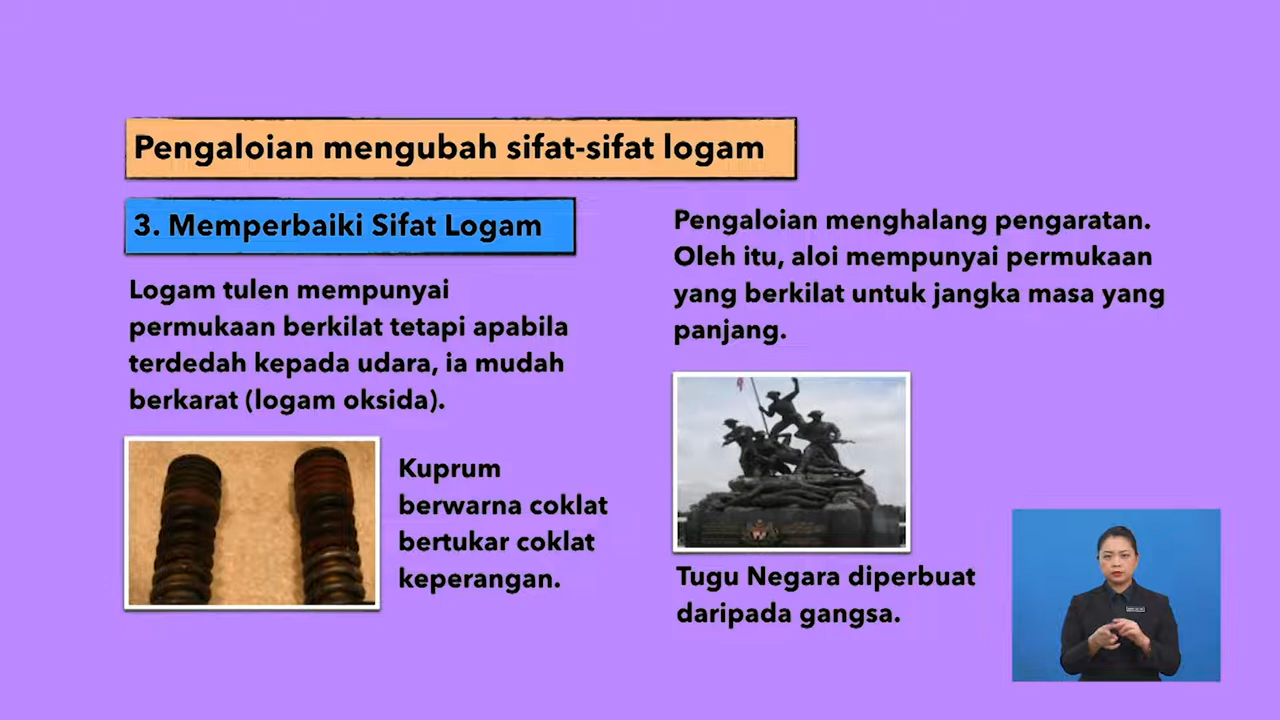 Pengaloian mengubah sifat-sifat logam
3. Memperbaiki Sifat Logam
Logam tulen mempunyai
permukaan berkilat tetapi apabila
terdedah kepada udara, ia mudah
berkarat (logam oksida).
Kuprum
berwarna coklat
bertukar coklat
keperangan.
Pengaloian menghalang pengaratan.
Oleh itu, aloi mempunyai permukaan
yang berkilat untuk jangka masa yang
panjang.
Tugu Negara diperbuat
daripada gangsa.